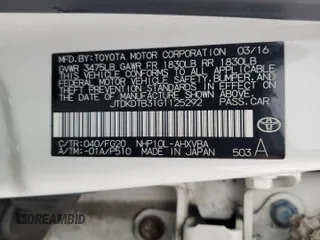 MFD.BY:TOYOTA MOTOR CORPORATION 03/16
GVWR 3475LB GAWR FR 1830LB RR 1830LB
THIS VEHICLE CONFORMS TO ALL APPLICABLE
FEDERAL MOTOR VEHICLE SAFETY, BUMPER, AND
THEFT PREVENTION STANDARDS IN EFFECT ON
THE DATE OF MANUFACTURE SHOWN ABOVE.
JTDKDTB31G1125292
PASS.CAR
C/TR:040/FG20 NHP10L-AHXVBA
A/TM:-01A/P510 MADE IN JAPAN 503 A
DREAMBID